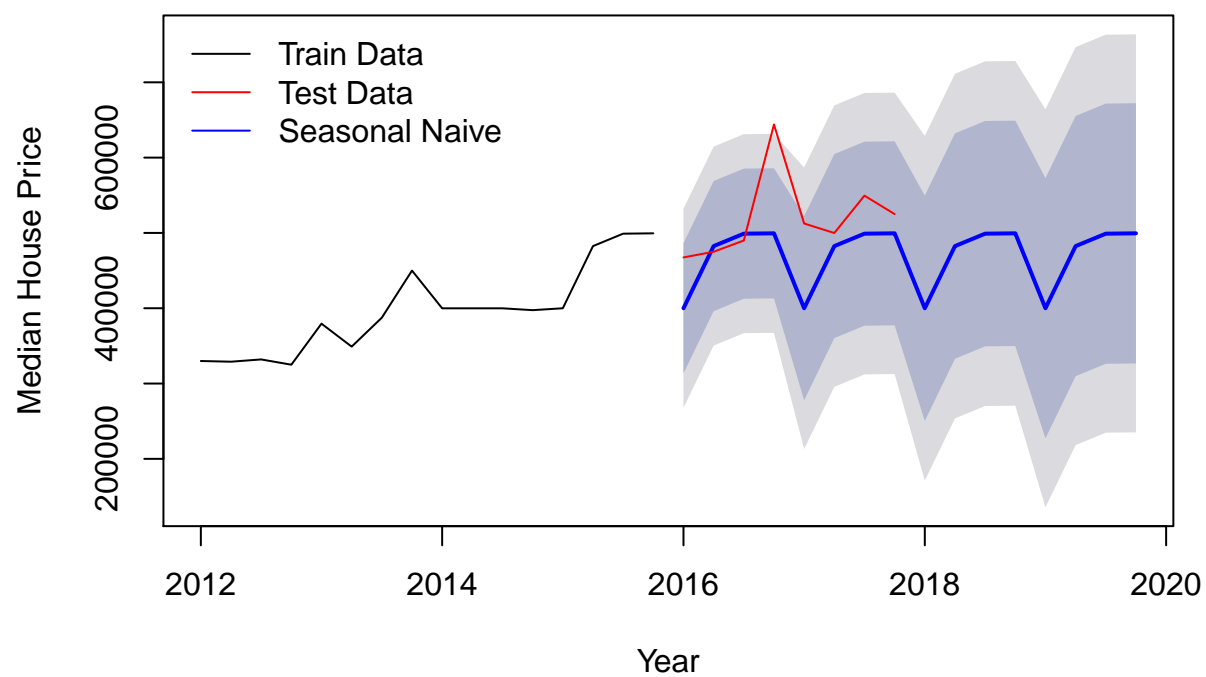 Train Data
Test Data
Seasonal Naive
Median House Price
600000
400000
200000
2012 2014 2016 2018 2020
Year